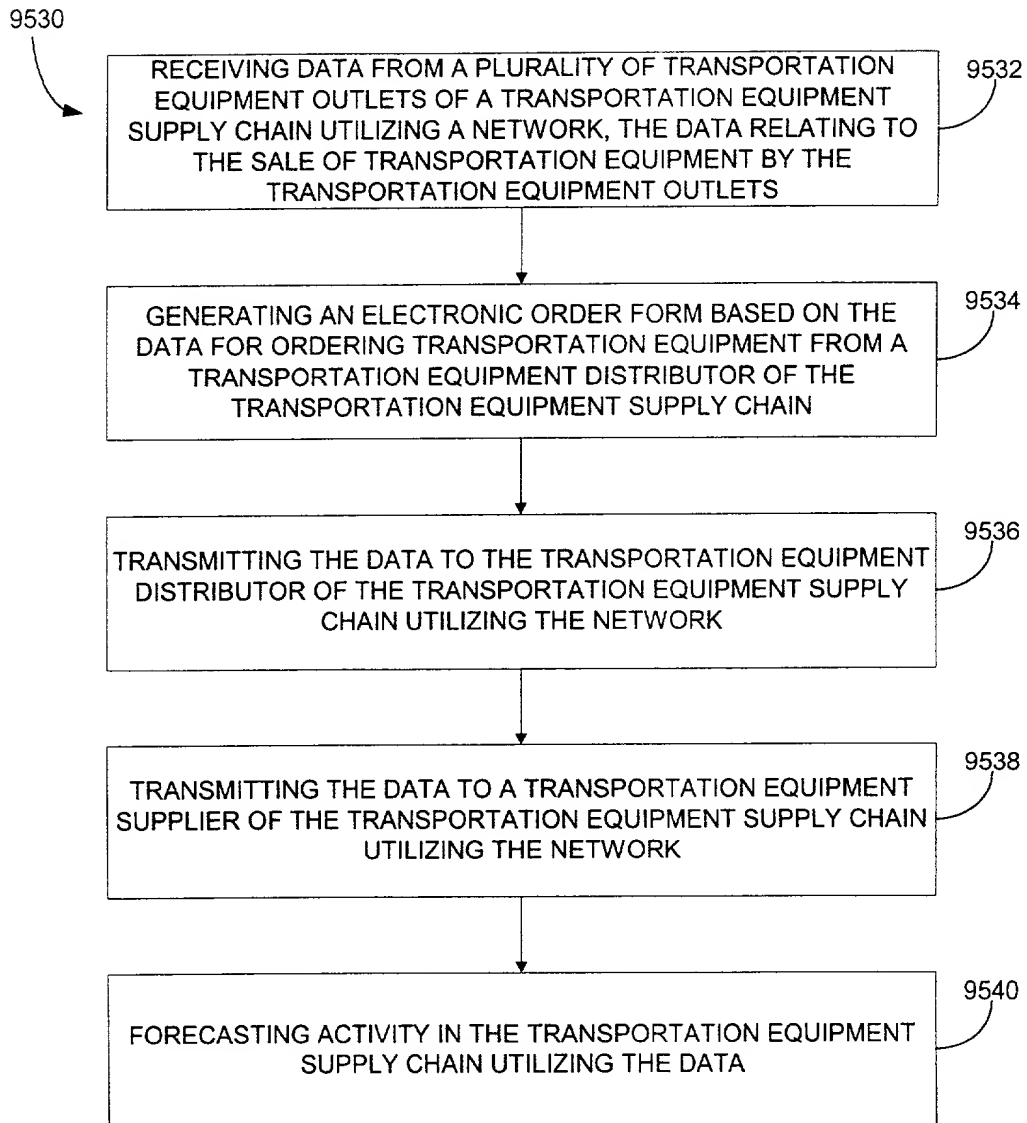 9530
RECEIVING DATA FROM A PLURALITY OF TRANSPORTATION
EQUIPMENT OUTLETS OF A TRANSPORTATION EQUIPMENT
SUPPLY CHAIN UTILIZING A NETWORK, THE DATA RELATING TO
THE SALE OF TRANSPORTATION EQUIPMENT BY THE
TRANSPORTATION EQUIPMENT OUTLETS
9532
GENERATING AN ELECTRONIC ORDER FORM BASED ON THE
DATA FOR ORDERING TRANSPORTATION EQUIPMENT FROM A
TRANSPORTATION EQUIPMENT DISTRIBUTOR OF THE
TRANSPORTATION EQUIPMENT SUPPLY CHAIN
9534
TRANSMITTING THE DATA TO THE TRANSPORTATION EQUIPMENT
DISTRIBUTOR OF THE TRANSPORTATION EQUIPMENT SUPPLY
CHAIN UTILIZING THE NETWORK
9536
TRANSMITTING THE DATA TO A TRANSPORTATION EQUIPMENT
SUPPLIER OF THE TRANSPORTATION EQUIPMENT SUPPLY CHAIN
UTILIZING THE NETWORK
9538
FORECASTING ACTIVITY IN THE TRANSPORTATION EQUIPMENT
SUPPLY CHAIN UTILIZING THE DATA
9540